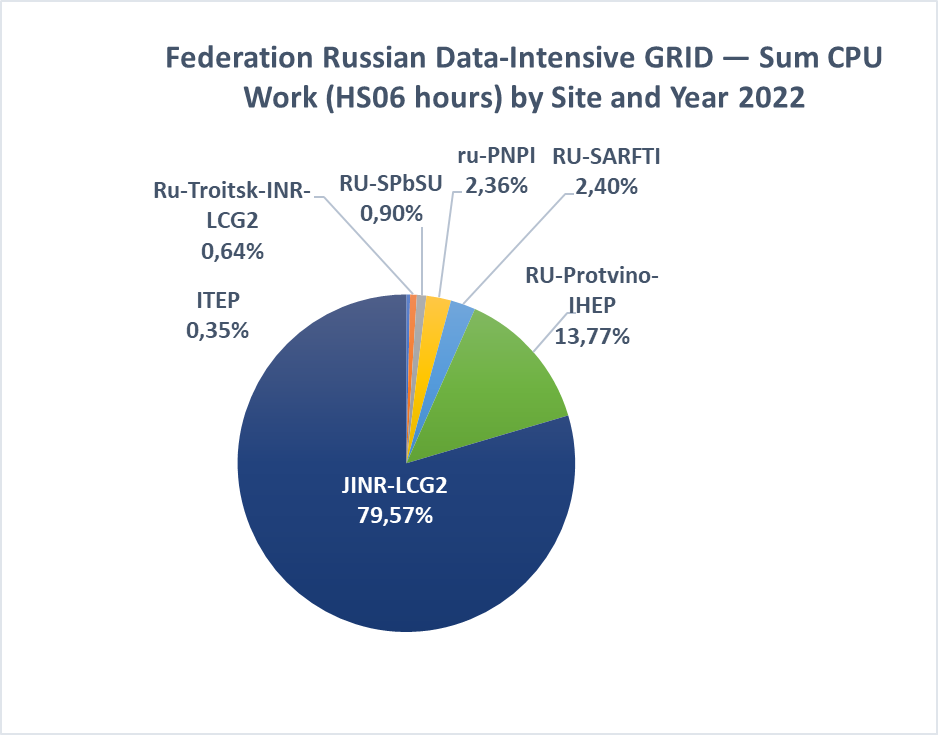 Federation Russian Data-Intensive GRID — Sum CPU
Work (HS06 hours) by Site and Year 2022
ru-PNPI
2,36%
RU-SARFTI
2,40%
RU-SPbSU
0,90%
Ru-Troitsk-INR-
LCG2
0,64%
RU-Protvino-
IHEP
13,77%
ITEP
0,35%
JINR-LCG2
79,57%